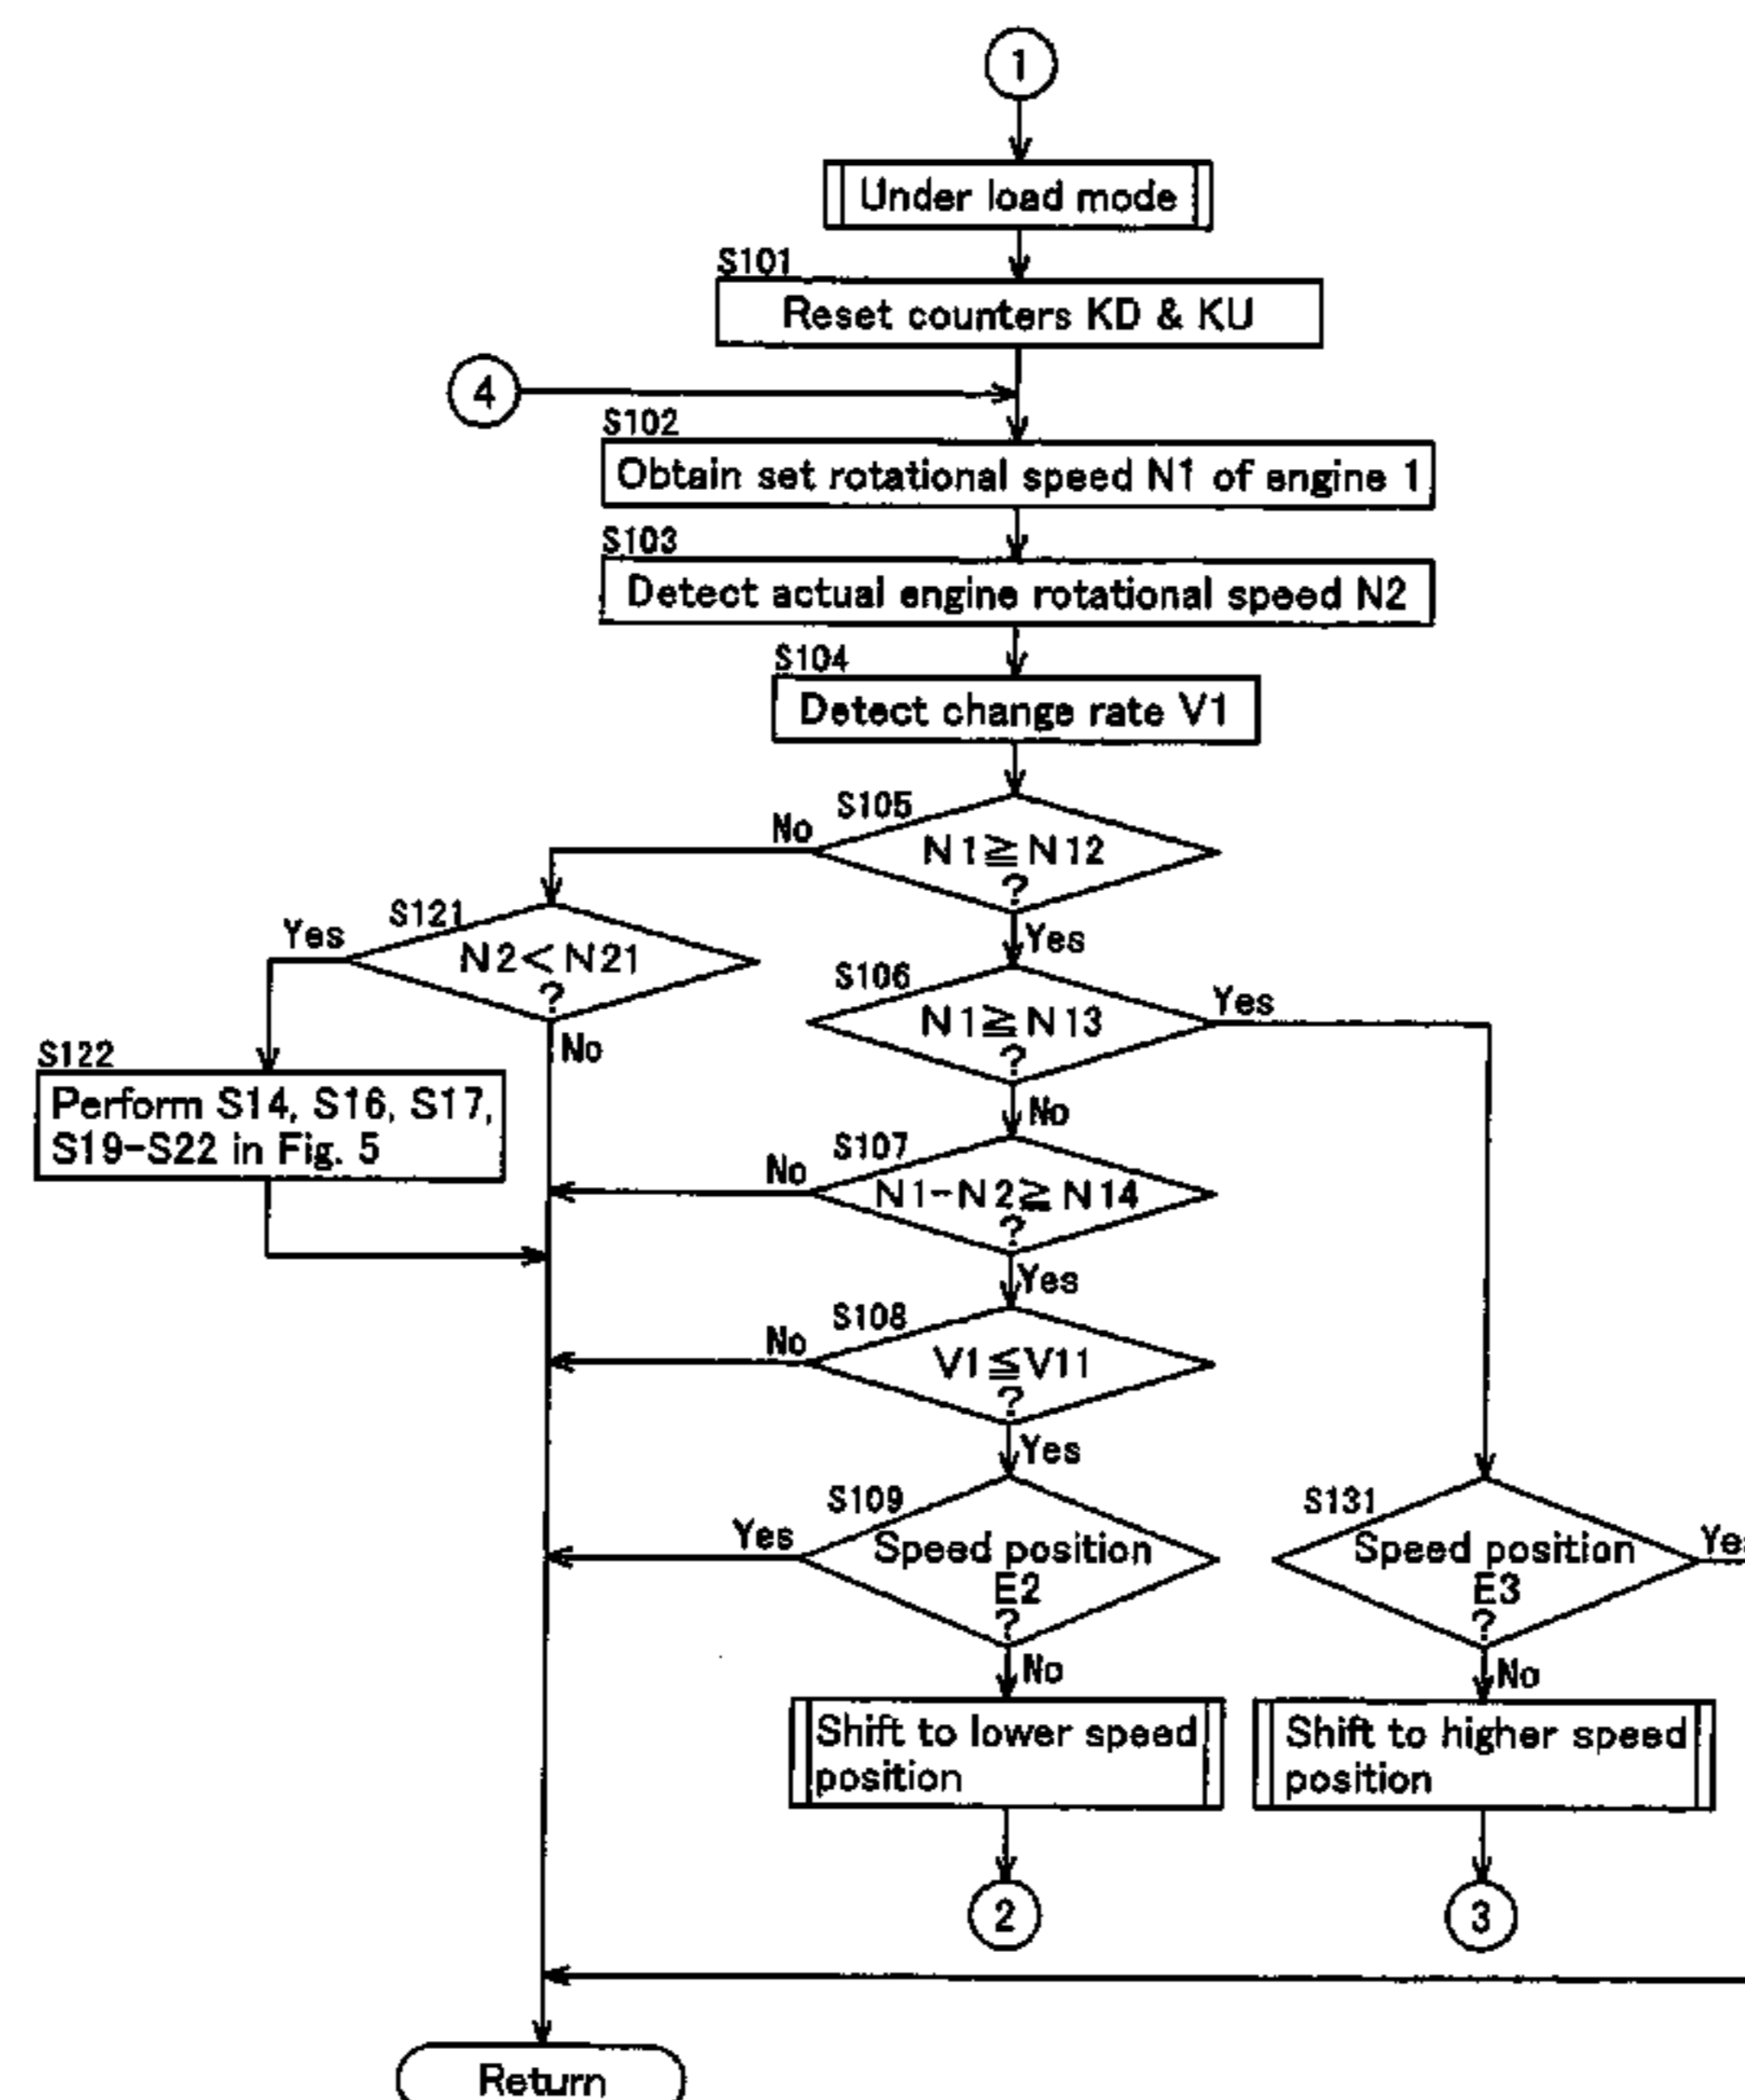 1
Under load mode
S101
Reset counters KD & KU
4
S102
Obtain set rotational speed N1 of engine 1
S103
Detect actual engine rotational speed N2
S104
Detect change rate V1
S105
No
N1≧N12
?
Yes
S121
Yes
N2<N21
?
No
S106
N1≧N13
?
Yes
No
S122
Perform S14, S16, S17,
S19-S22 in Fig. 5
S107
No
N1-N2≧N14
?
Yes
S108
No
V1≦V11
?
Yes
S109
Yes
Speed position
E2
?
No
S131
Speed position
E3
?
Yes
No
Shift to lower speed
position
Shift to higher speed
position
2
3
Return